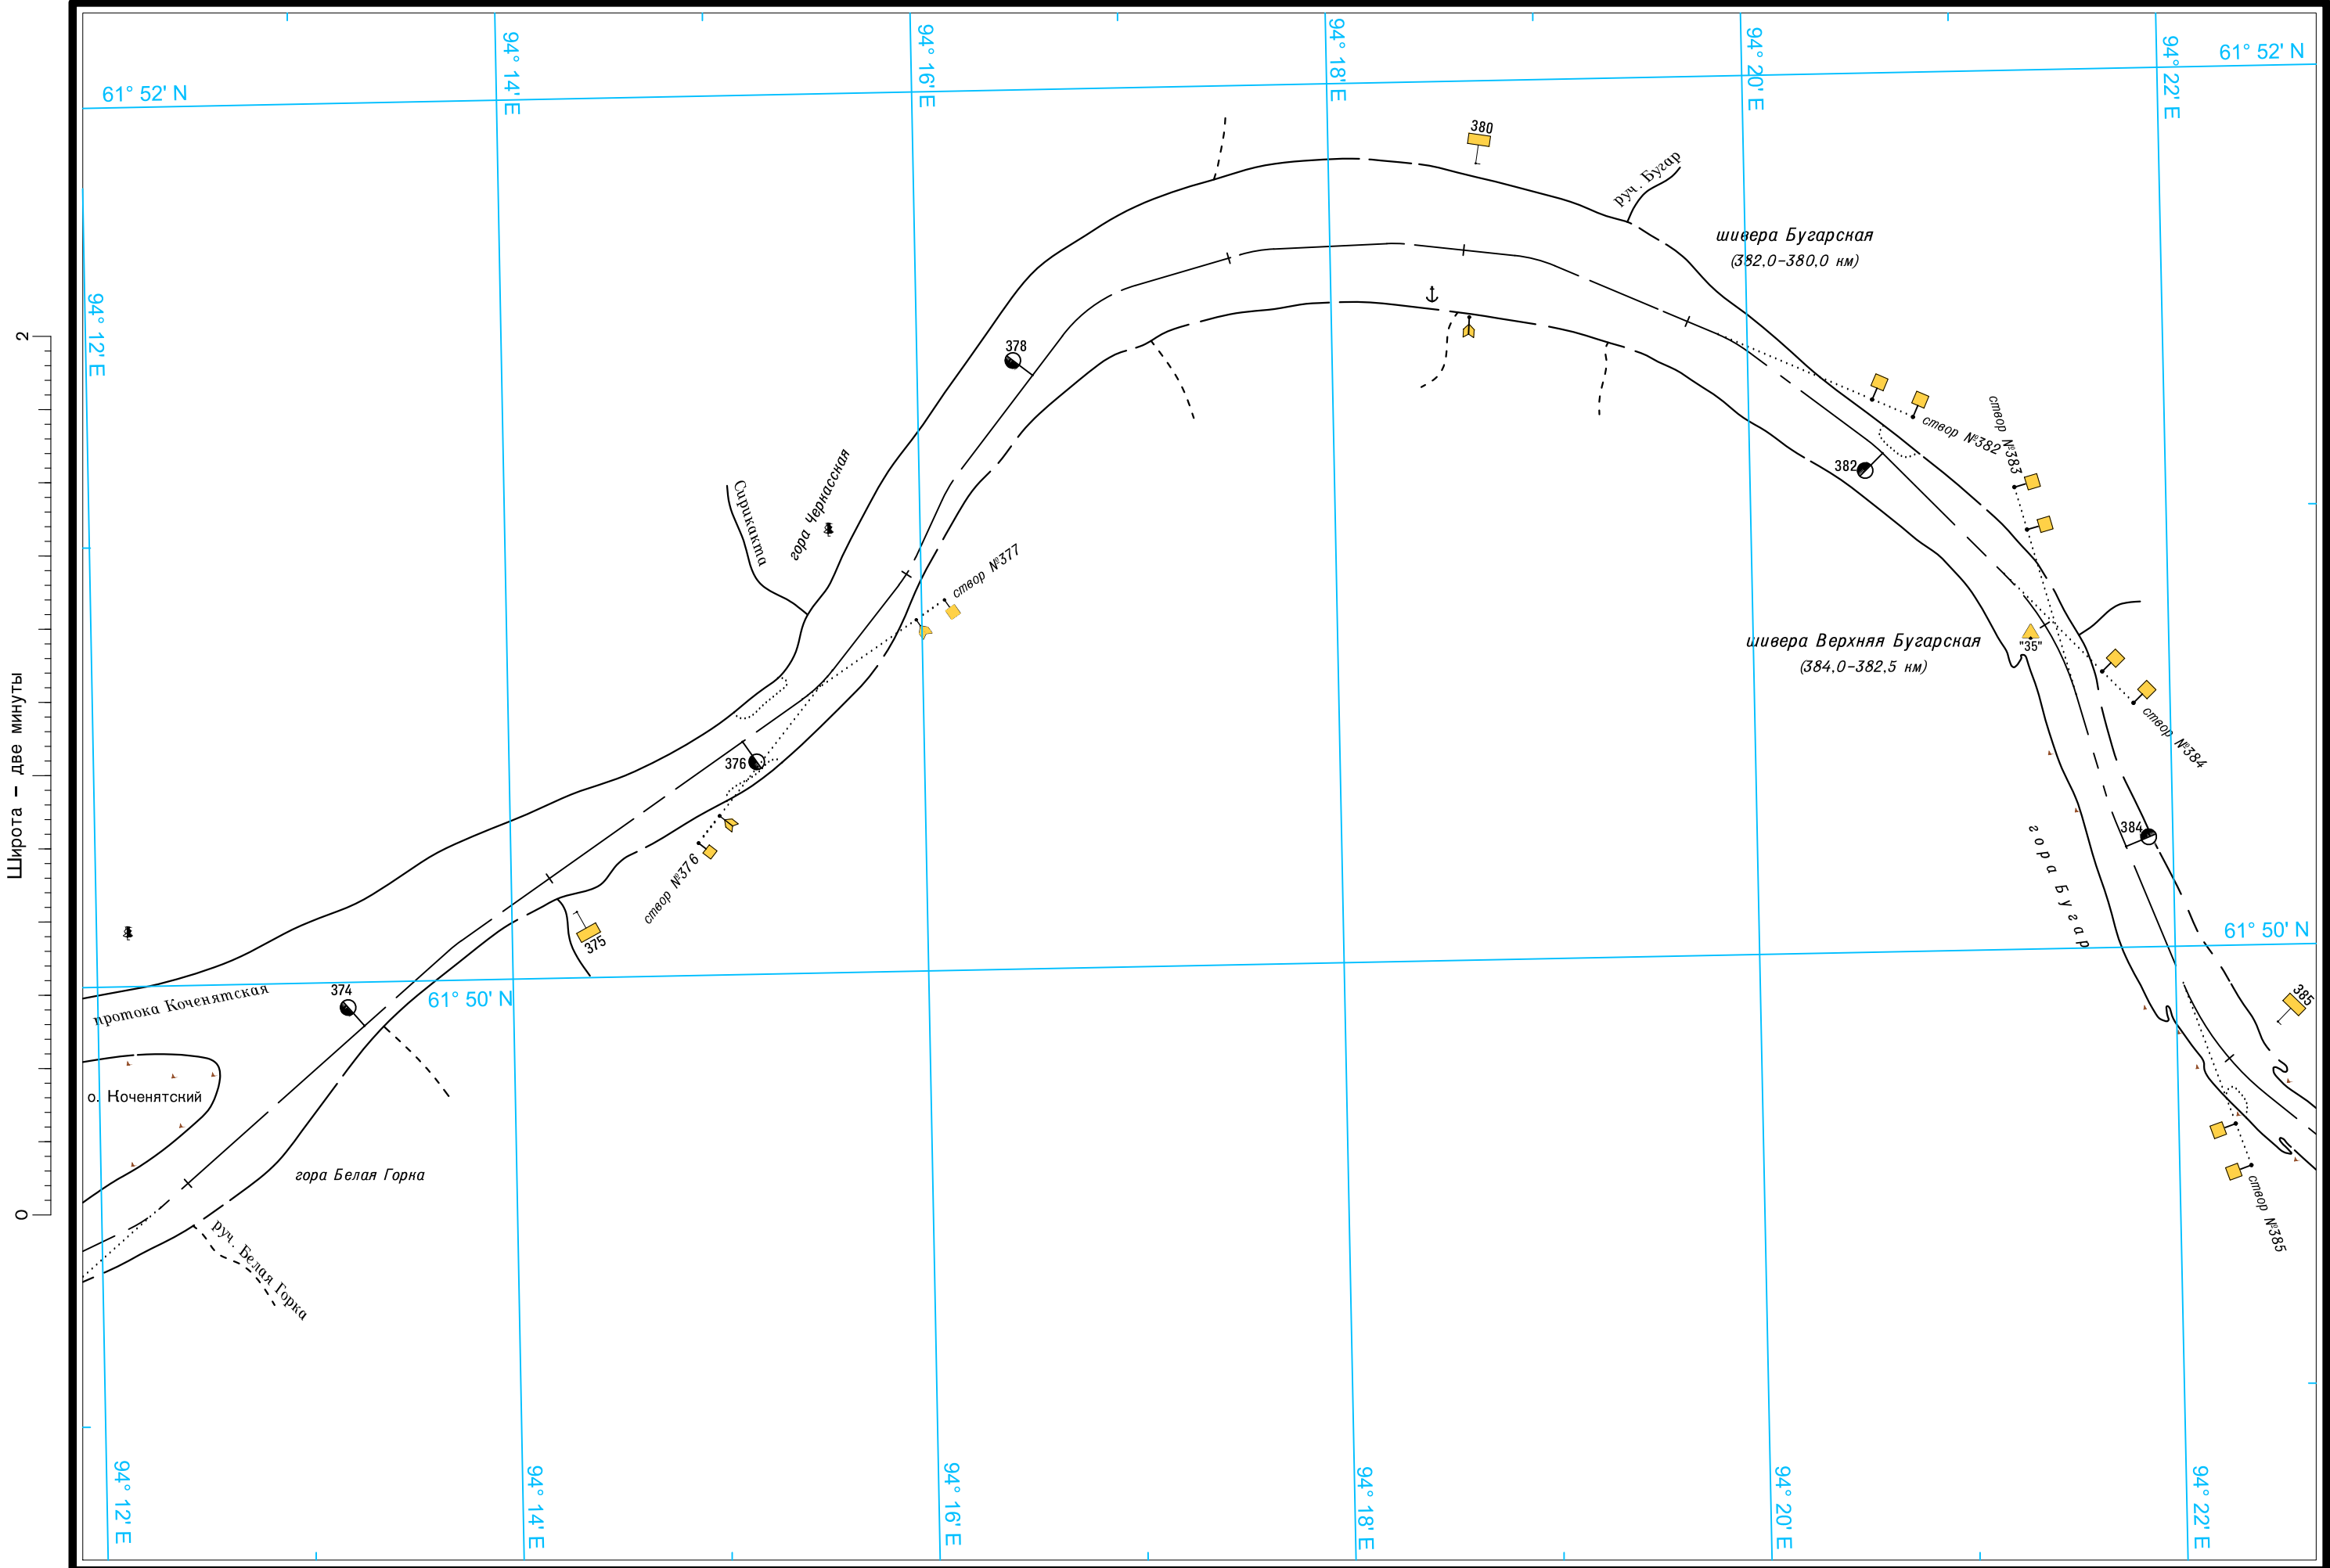 94° 14' E
94° 16' E
94° 18' E
94° 20' E
94° 22' E
61° 52' N
61° 52' N
380
руч. Бугар
шивера Бугарская
(382,0–380,0 км)
94° 12' E
2
378
створ №382
створ №383
382
гора Черкасская
Сирикакта
створ №377
"35"
шивера Верхняя Бугарская
(384,0–382,5 км)
створ №384
Широта – две минуты
376
384
гора Бугар
створ №376
375
61° 50' N
протока Коченятская
374
61° 50' N
385
о. Коченятский
гора Белая Горка
0
руч. Белая Горка
створ №385
94° 12' E
94° 14' E
94° 16' E
94° 18' E
94° 20' E
94° 22' E